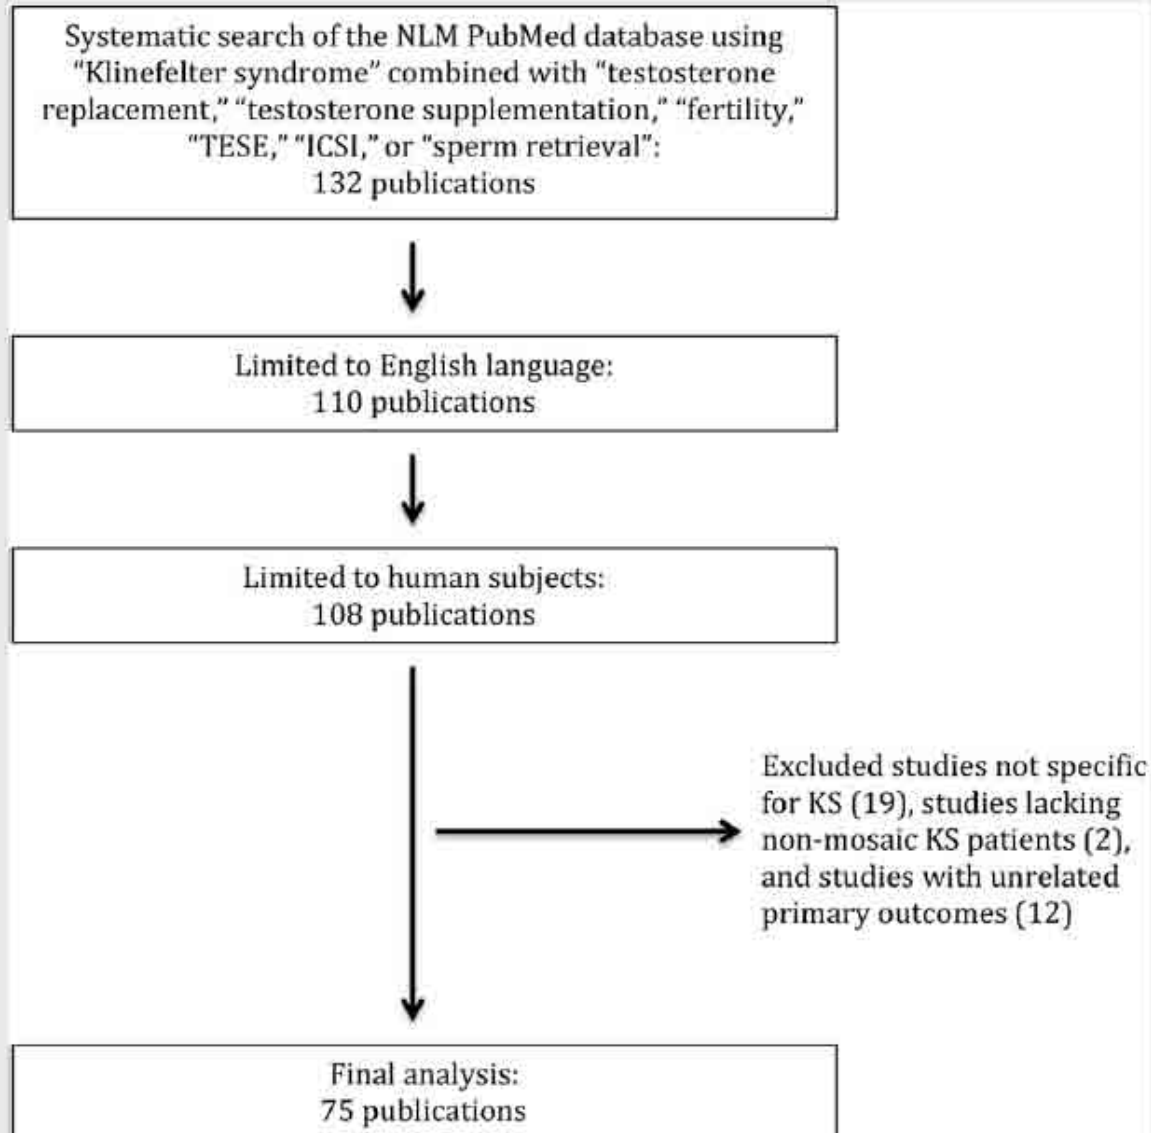 Systematic search of the NLM PubMed database using
“Klinefelter syndrome” combined with “testosterone
replacement,” “testosterone supplementation,” “fertility,”
“TESE,” “ICSI,” or “sperm retrieval”:
132 publications
Limited to English language:
110 publications
Limited to human subjects:
108 publications
Excluded studies not specific
for KS (19), studies lacking
non-mosaic KS patients (2),
and studies with unrelated
primary outcomes (12)
Final analysis:
75 publications